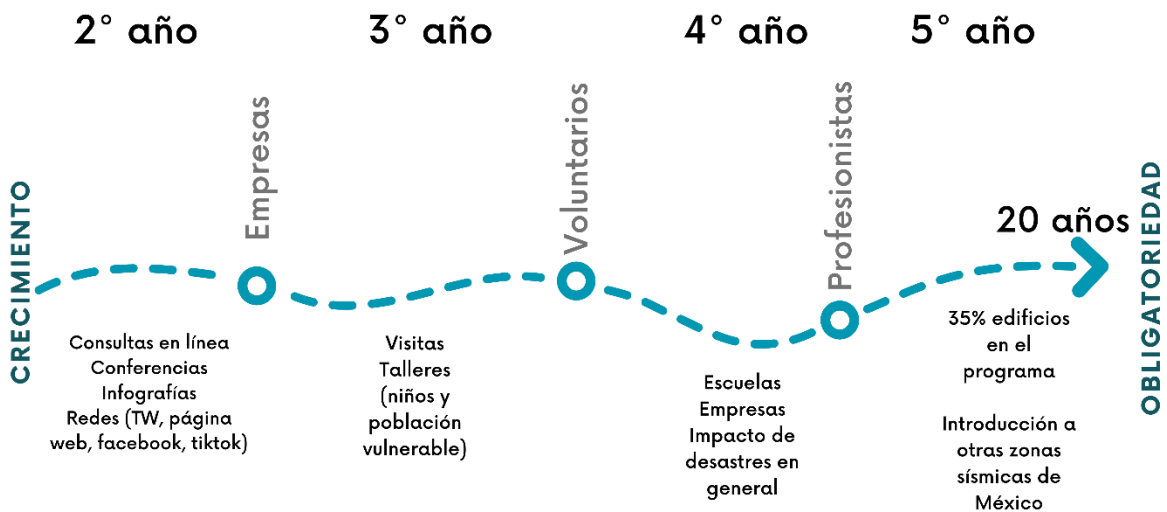 2° año
3° año
4° año
5° año
CRECIMIENTO
Empresas
Voluntarios
Profesionistas
20 años
OBLIGATORIEDAD
Consultas en línea
Conferencias
Infografías
Redes (TW, página
web, facebook, tiktok)
Visitas
Talleres
(niños y
población
vulnerable)
Escuelas
Empresas
Impacto de
desastres en
general
35% edificios
en el
programa
Introducción a
otras zonas
sísmicas de
México